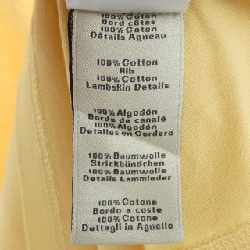 100% Coton
Bord côtes
100% Coton
Détails Agneau
100% Cotton
Rib
100% Cotton
Lambskin Details
100% Algodón
Borde de canalé
100% Algodón
Detalles en Cordero
100% Baumwolle
Strickbündchen
100% Baumwolle
Details Lammleder
100% Cotone
Bordo a coste
100% Cotone
Dettagli in Agnello